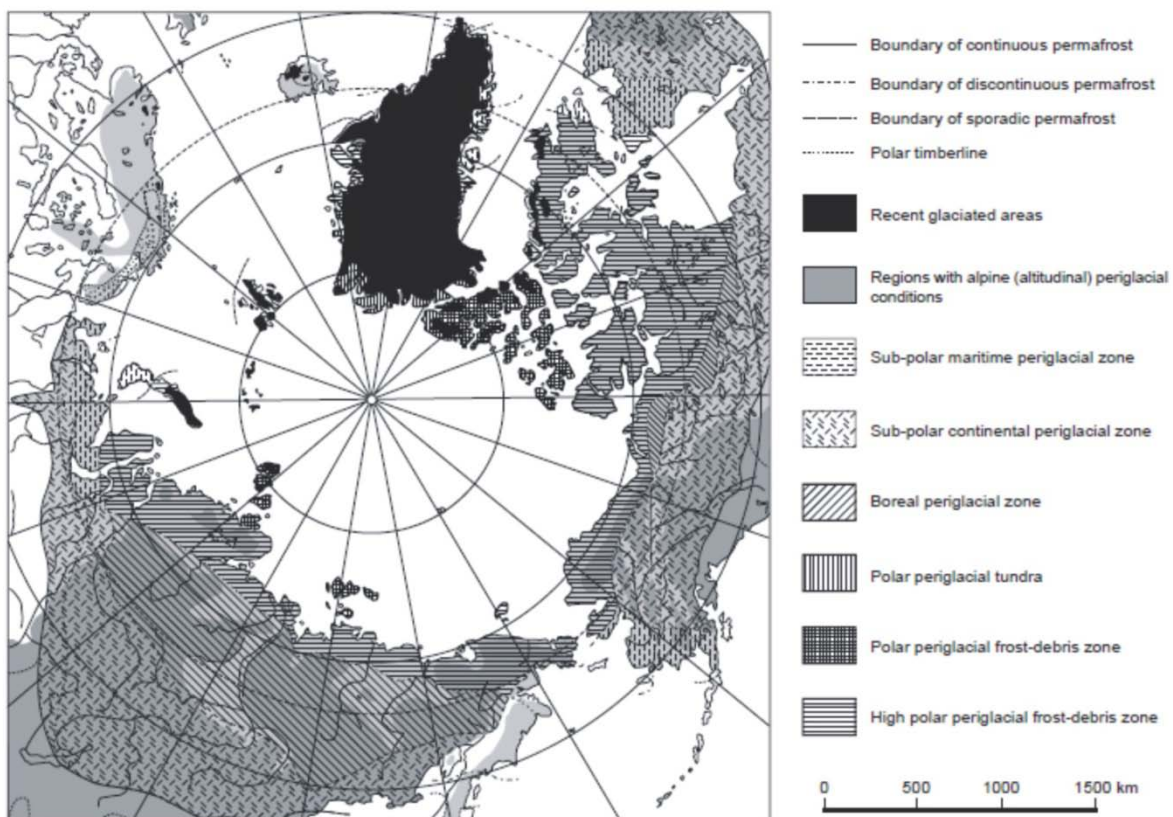 Boundary of continuous permafrost
Boundary of discontinuous permafrost
Boundary of sporadic permafrost
Polar timberline
Recent glaciated areas
Regions with alpine (altitudinal) periglacial
conditions
Sub-polar maritime periglacial zone
Sub-polar continental periglacial zone
Boreal periglacial zone
Polar periglacial tundra
Polar periglacial frost-debris zone
High polar periglacial frost-debris zone
0 500 1000 1500 km